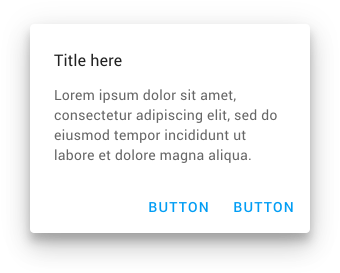 Title here
Lorem ipsum dolor sit amet,
consectetur adipiscing elit, sed do
eiusmod tempor incididunt ut
labore et dolore magna aliqua.
BUTTON BUTTON